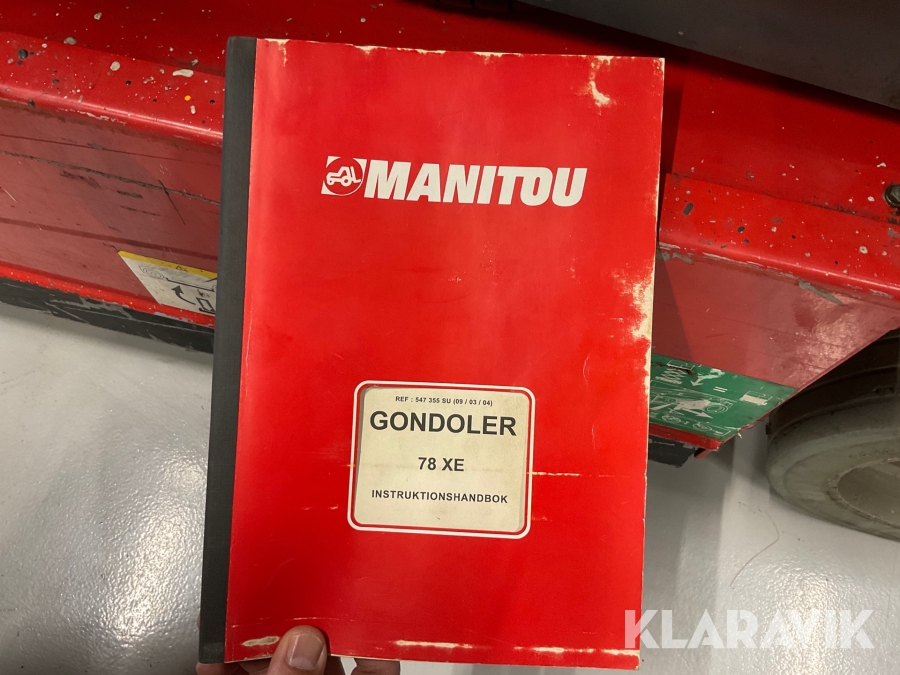 MANITOU
REF : 547 355 SU (09 / 03 / 04)
GONDOLER
78 XE
INSTRUKTIONSHANDBOK
KLARAVIK